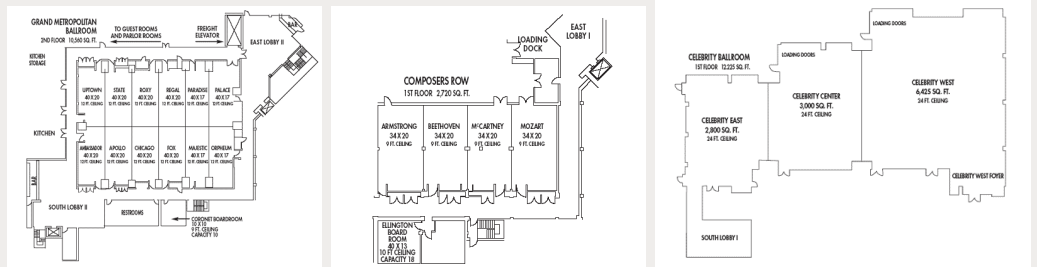 GRAND METROPOLITAN
BALLROOM
2ND FLOOR 10,560 SQ. FT.
TO GUEST ROOMS
AND PARLOR ROOMS
FREIGHT
ELEVATOR
BAR
EAST LOBBY II
KITCHEN
STORAGE
UPTOWN
40 X 20
12 FT. CEILING
STATE
40 X 20
12 FT. CEILING
ROXY
40 X 20
12 FT. CEILING
REGAL
40 X 20
12 FT. CEILING
PARADISE
40 X 17
12 FT. CEILING
PALACE
40 X 17
12 FT. CEILING
KITCHEN
AMBASSADOR
40 X 20
12 FT. CEILING
APOLLO
40 X 20
12 FT. CEILING
CHICAGO
40 X 20
12 FT. CEILING
FOX
40 X 20
12 FT. CEILING
MAJESTIC
40 X 17
12 FT. CEILING
ORPHEUM
40 X 17
12 FT. CEILING
BAR
SOUTH LOBBY II
RESTROOMS
CORONET BOARDROOM
10 X 10
9 FT. CEILING
CAPACITY 10
EAST
LOBBY I
LOADING
DOCK
COMPOSERS ROW
1ST FLOOR 2,720 SQ. FT.
ARMSTRONG
34 X 20
9 FT. CEILING
BEETHOVEN
34 X 20
9 FT. CEILING
McCARTNEY
34 X 20
9 FT. CEILING
MOZART
34 X 20
9 FT. CEILING
ELLINGTON
BOARD
ROOM
40 X 13
10 FT CEILING
CAPACITY 18
LOADING DOORS
LOADING DOORS
CELEBRITY BALLROOM
1ST FLOOR 12,225 SQ. FT.
CELEBRITY EAST
2,800 SQ. FT.
24 FT. CEILING
CELEBRITY CENTER
3,000 SQ. FT.
24 FT. CEILING
CELEBRITY WEST
6,425 SQ. FT.
24 FT. CEILING
CELEBRITY WEST FOYER
SOUTH LOBBY I